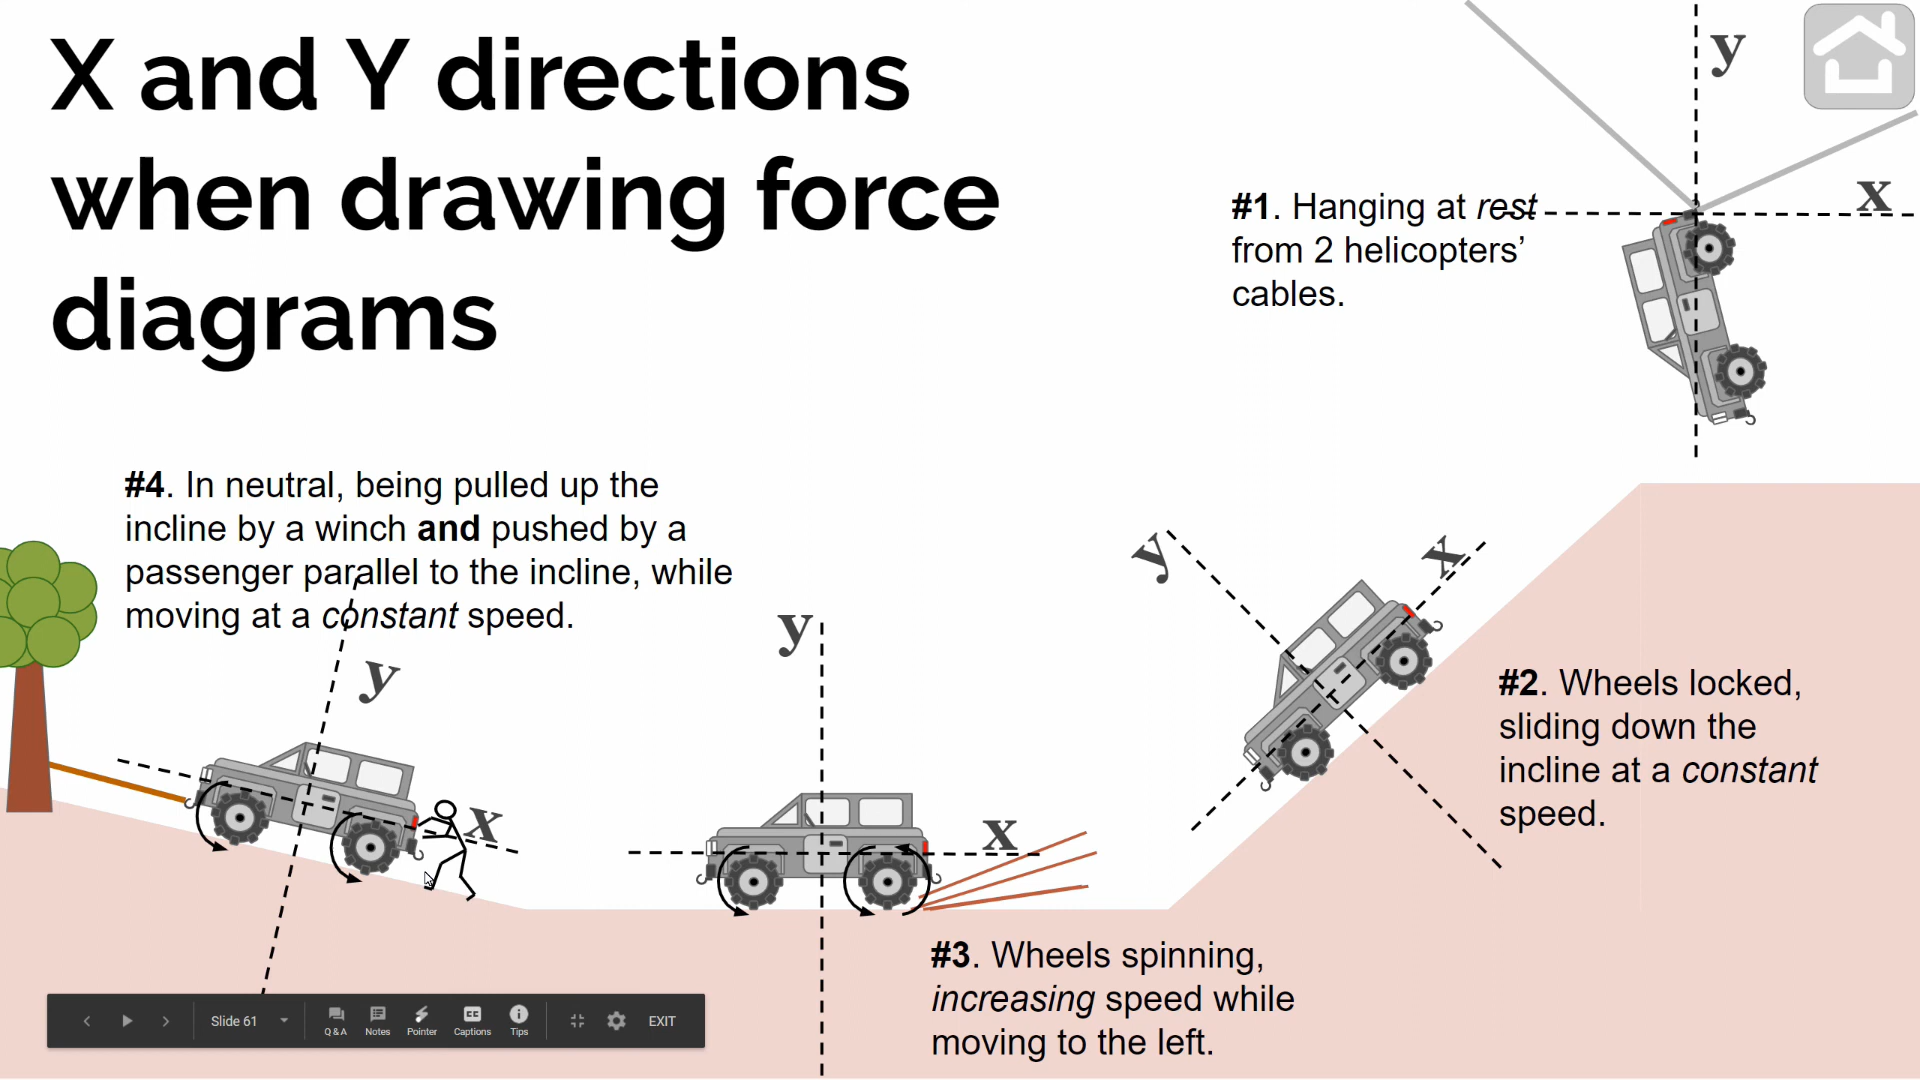 X and Y directions
when drawing force
diagrams
y
x
#1. Hanging at rest
from 2 helicopters’
cables.
#4. In neutral, being pulled up the
incline by a winch and pushed by a
passenger parallel to the incline, while
moving at a constant speed.
y
x
y
x
y
x
#2. Wheels locked,
sliding down the
incline at a constant
speed.
#3. Wheels spinning,
increasing speed while
moving to the left.
Slide 61
Q & A
Notes
Pointer
CC
Captions
Tips
EXIT